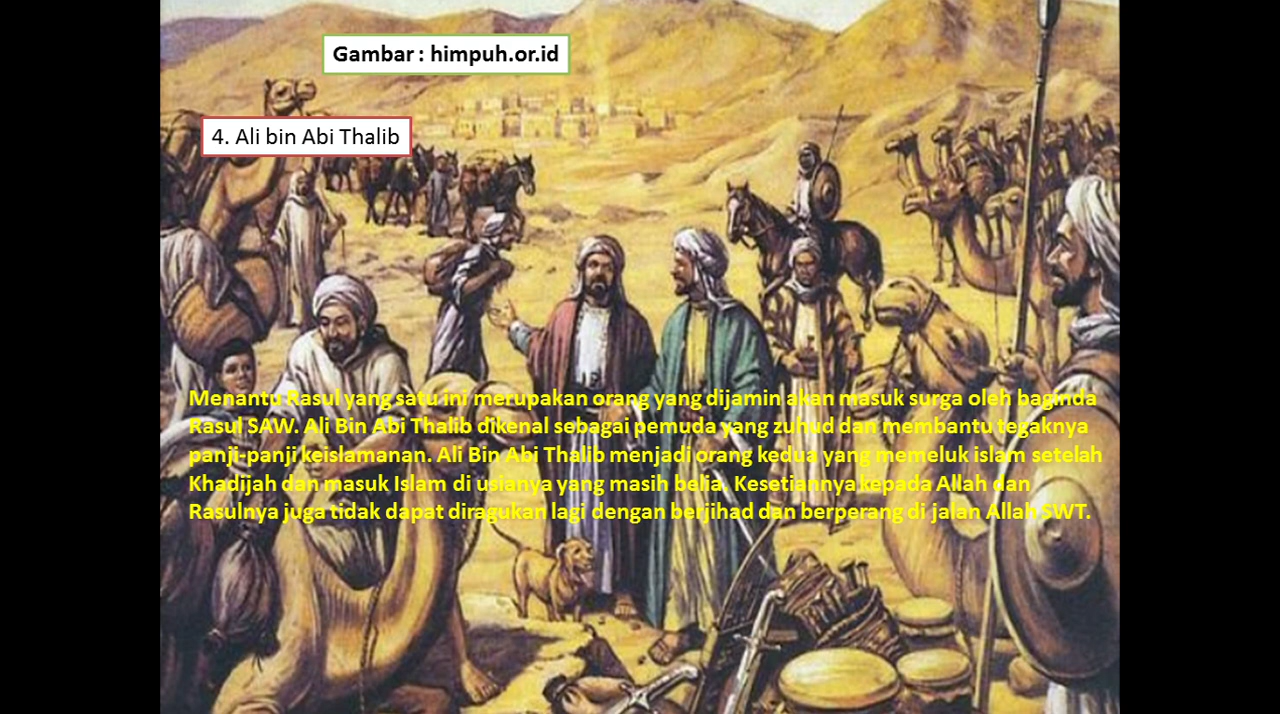 Gambar : himpuh.or.id
4. Ali bin Abi Thalib
Menantu Rasul yang satu ini merupakan orang yang dijamin akan masuk surga oleh baginda
Rasul SAW. Ali Bin Abi Thalib dikenal sebagai pemuda yang zuhud dan membantu tegaknya
panji-panji keislamanan. Ali Bin Abi Thalib menjadi orang kedua yang memeluk islam setelah
Khadijah dan masuk Islam di usianya yang masih belia. Kesetiannya kepada Allah dan
Rasulnya juga tidak dapat diragukan lagi dengan berjihad dan berperang di jalan Allah SWT.